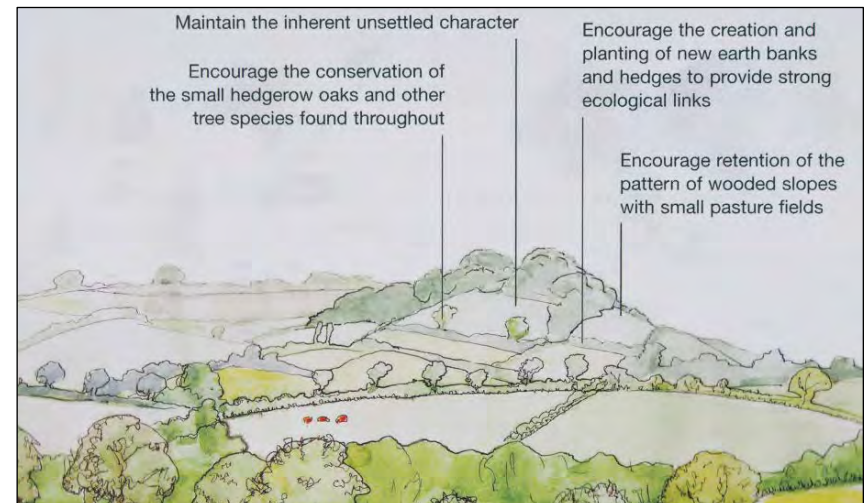 Maintain the inherent unsettled character
Encourage the conservation of
the small hedgerow oaks and other
tree species found throughout
Encourage the creation and
planting of new earth banks
and hedges to provide strong
ecological links
Encourage retention of the
pattern of wooded slopes
with small pasture fields